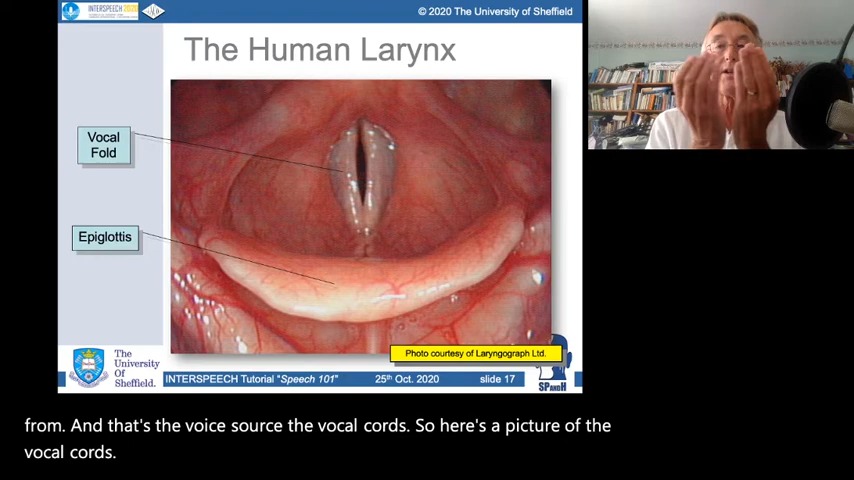 INTERSPEECH 2020
© 2020 The University of Sheffield
The Human Larynx
Vocal
Fold
Epiglottis
Photo courtesy of Laryngograph Ltd.
The
University
Of
Sheffield.
INTERSPEECH Tutorial "Speech 101"
25th Oct. 2020
slide 17
SPandH
from. And that's the voice source the vocal cords. So here's a picture of the
vocal cords.